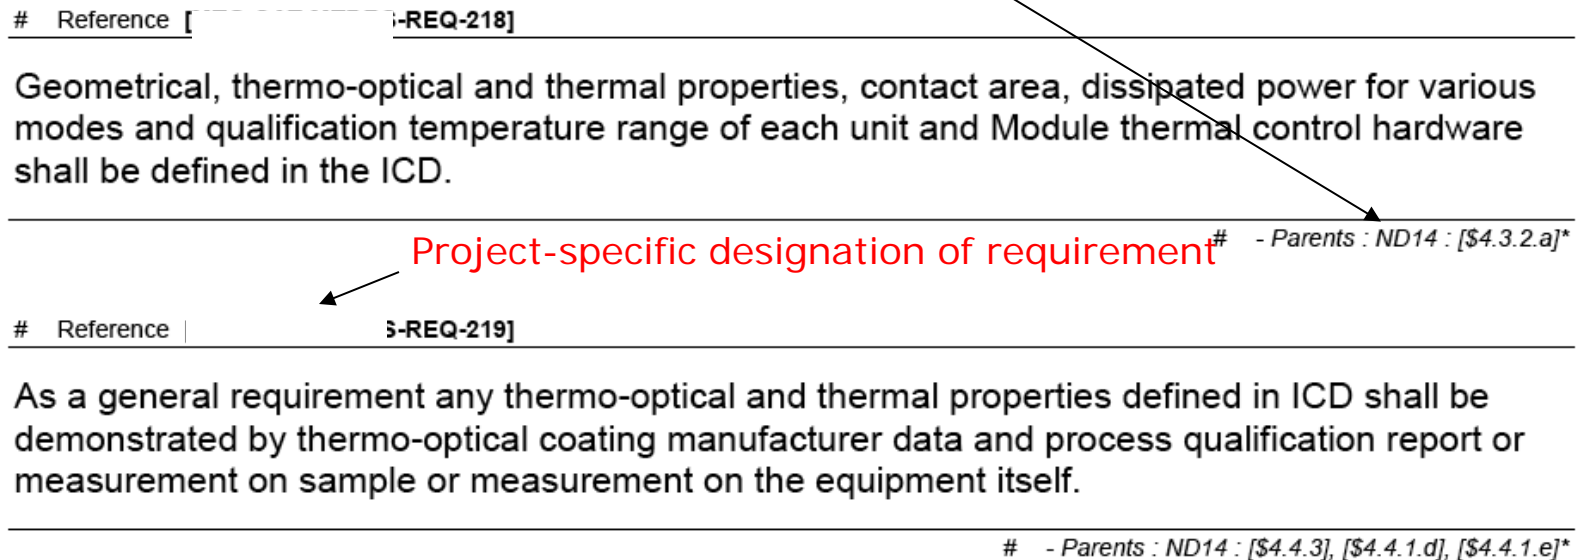 # Reference [ -REQ-218]
Geometrical, thermo-optical and thermal properties, contact area, dissipated power for various
modes and qualification temperature range of each unit and Module thermal control hardware
shall be defined in the ICD.
# - Parents : ND14 : [$4.3.2.a]*
Project-specific designation of requirement
# Reference S-REQ-219]
As a general requirement any thermo-optical and thermal properties defined in ICD shall be
demonstrated by thermo-optical coating manufacturer data and process qualification report or
measurement on sample or measurement on the equipment itself.
# - Parents : ND14 : [$4.4.3], [$4.4.1.d], [$4.4.1.e]*